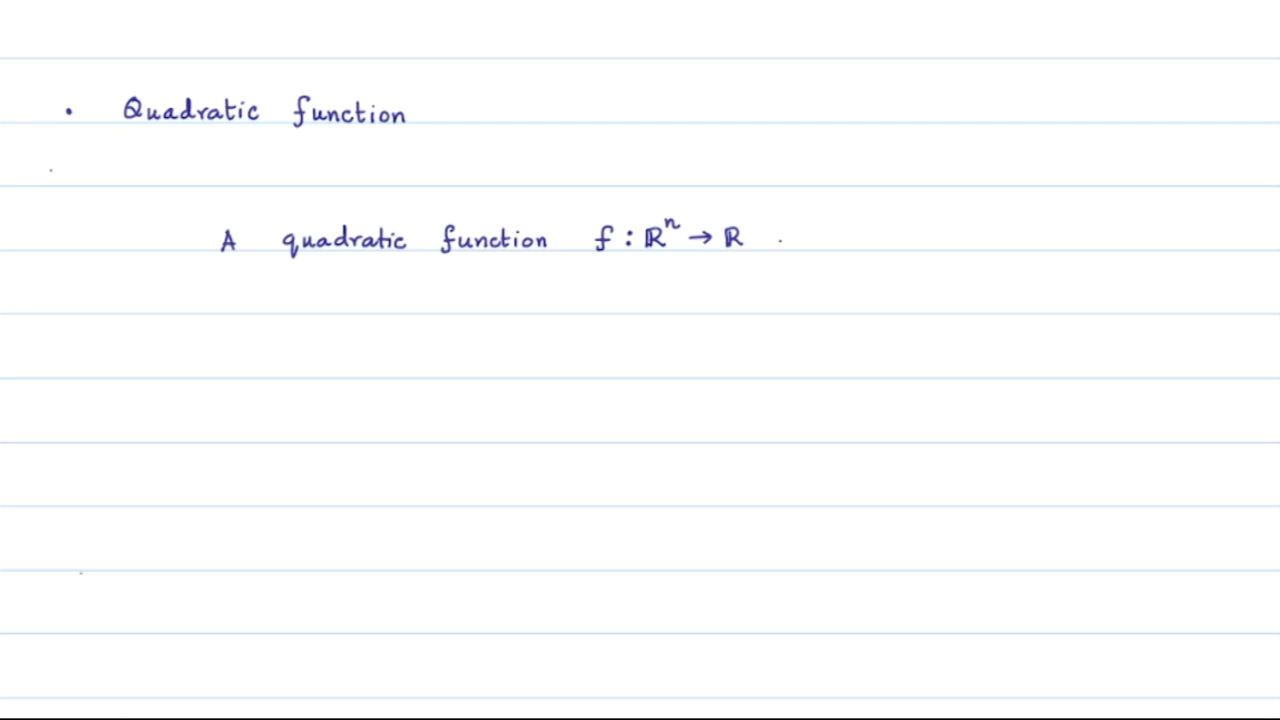 • Quadratic function
A quadratic function f : ℝⁿ → ℝ